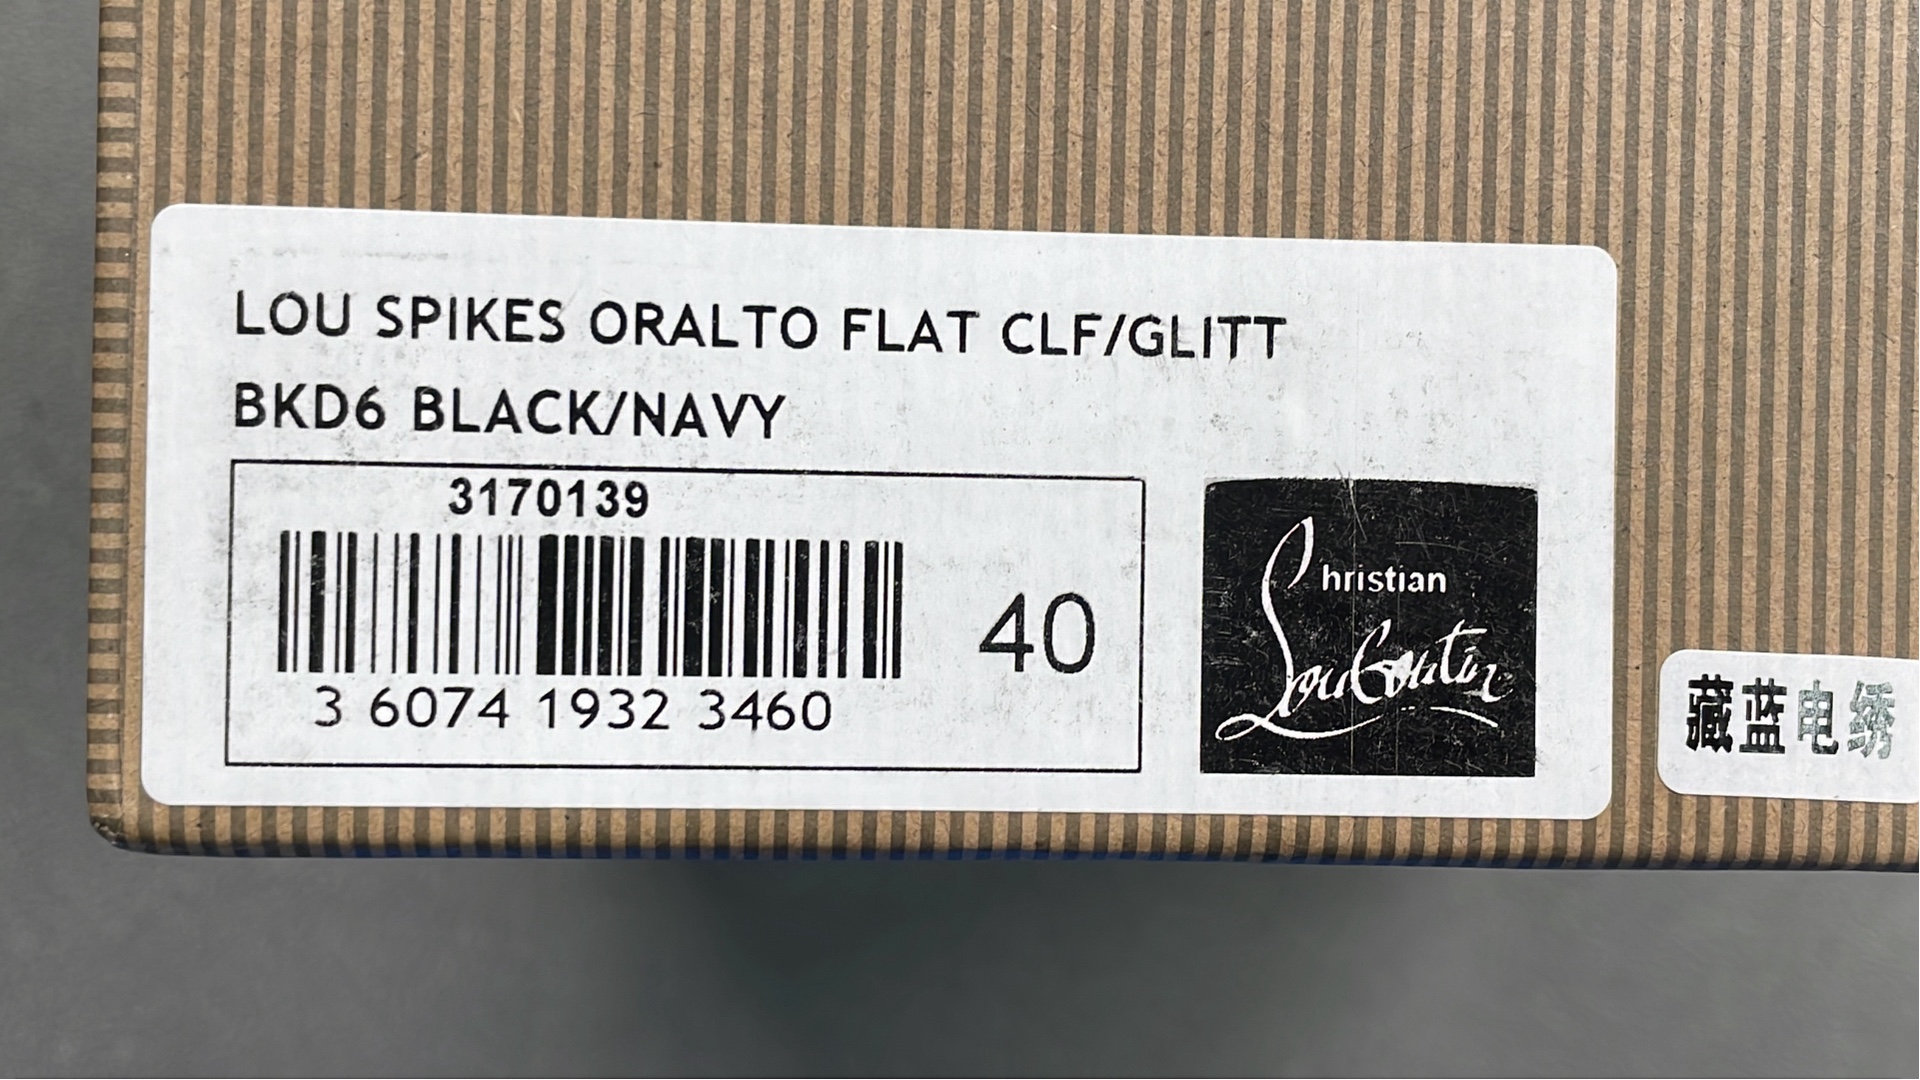 LOU SPIKES ORALTO FLAT CLF/GLITT
BKD6 BLACK/NAVY
3170139
3 6074 1932 3460
40
Christian
Louboutin
藏蓝电绣